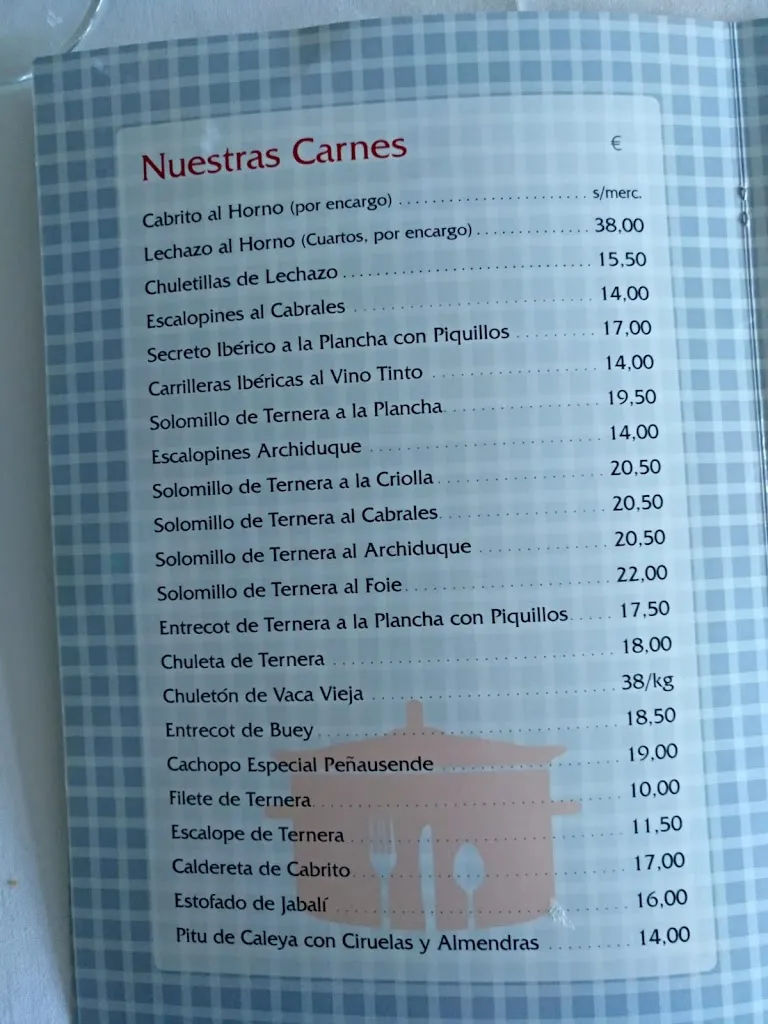 Nuestras Carnes €
Cabrito al Horno (por encargo) s/merc.
Lechazo al Horno (Cuartos, por encargo) 38,00
Chuletillas de Lechazo 15,50
Escalopines al Cabrales 14,00
Secreto Ibérico a la Plancha con Piquillos 17,00
Carrilleras Ibéricas al Vino Tinto 14,00
Solomillo de Ternera a la Plancha 19,50
Escalopines Archiduque 14,00
Solomillo de Ternera a la Criolla 20,50
Solomillo de Ternera al Cabrales 20,50
Solomillo de Ternera al Archiduque 20,50
Solomillo de Ternera al Foie 22,00
Entrecot de Ternera a la Plancha con Piquillos 17,50
Chuleta de Ternera 18,00
Chuletón de Vaca Vieja 38/kg
Entrecot de Buey 18,50
Cachopo Especial Peñausende 19,00
Filete de Ternera 10,00
Escalope de Ternera 11,50
Caldereta de Cabrito 17,00
Estofado de Jabalí 16,00
Pitu de Caleya con Ciruelas y Almendras 14,00